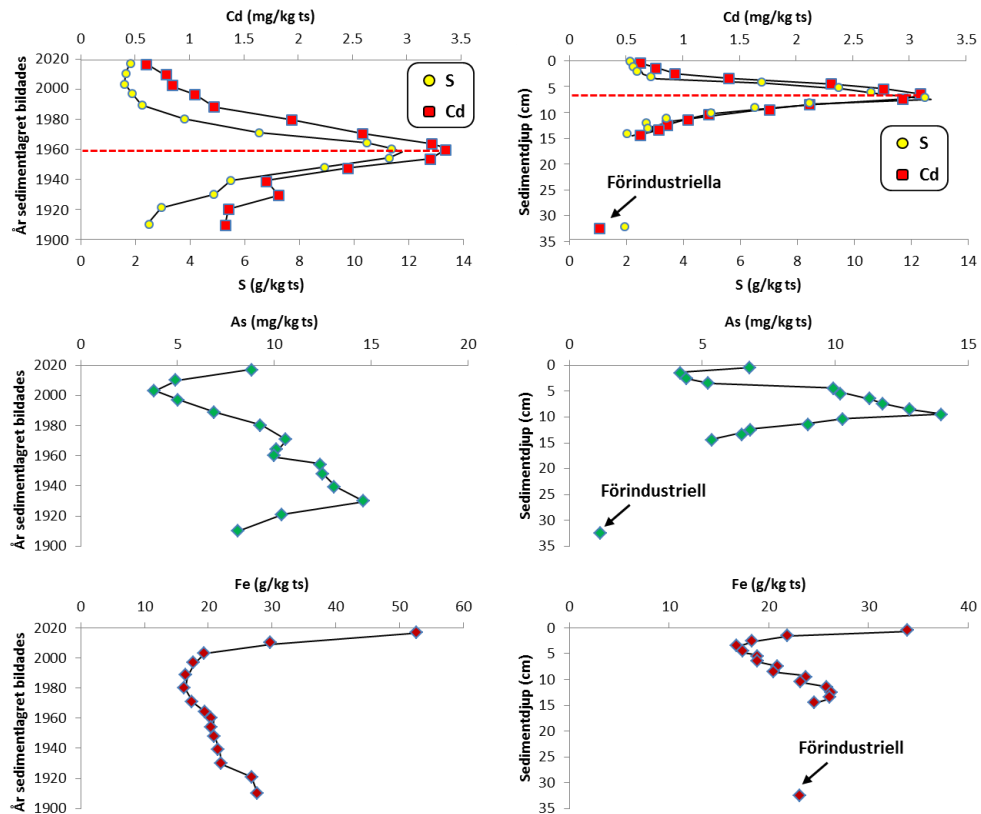 Cd (mg/kg ts)
0 0.5 1 1.5 2 2.5 3 3.5
År sedimentlagret bildades
2020
2000
1980
1960
1940
1920
1900
S
Cd
0 2 4 6 8 10 12 14
S (g/kg ts)
Cd (mg/kg ts)
0 0.5 1 1.5 2 2.5 3 3.5
Sedimentdjup (cm)
0
5
10
15
20
25
30
35
S
Cd
Förindustriella
0 2 4 6 8 10 12 14
S (g/kg ts)
As (mg/kg ts)
0 5 10 15 20
År sedimentlagret bildades
2020
2000
1980
1960
1940
1920
1900
As (mg/kg ts)
0 5 10 15
Sedimentdjup (cm)
0
5
10
15
20
25
30
35
Förindustriell
Fe (g/kg ts)
0 10 20 30 40 50 60
År sedimentlagret bildades
2020
2000
1980
1960
1940
1920
1900
Fe (g/kg ts)
0 10 20 30 40
Sedimentdjup (cm)
0
5
10
15
20
25
30
35
Förindustriell